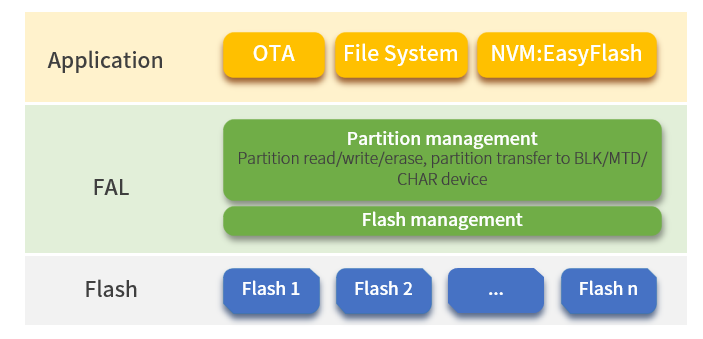 Application
OTA
File System
NVM:EasyFlash
FAL
Partition management
Partition read/write/erase, partition transfer to BLK/MTD/
CHAR device
Flash management
Flash
Flash 1
Flash 2
...
Flash n